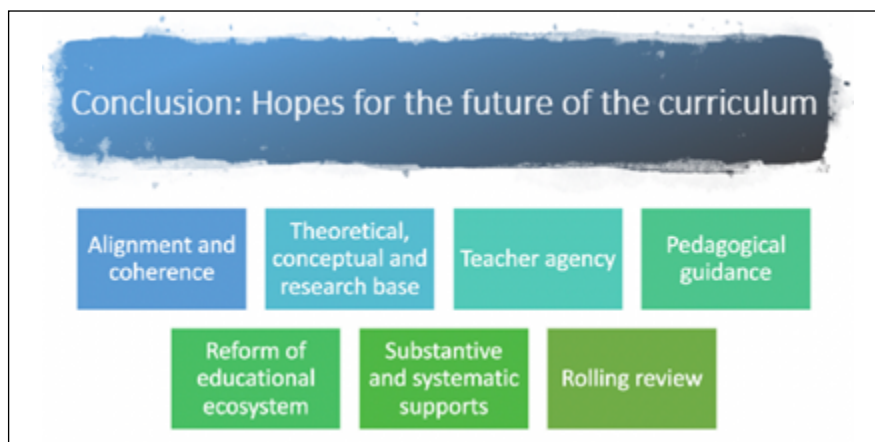 Conclusion: Hopes for the future of the curriculum
Alignment and
coherence
Theoretical,
conceptual and
research base
Teacher agency
Pedagogical
guidance
Reform of
educational
ecosystem
Substantive
and systematic
supports
Rolling review